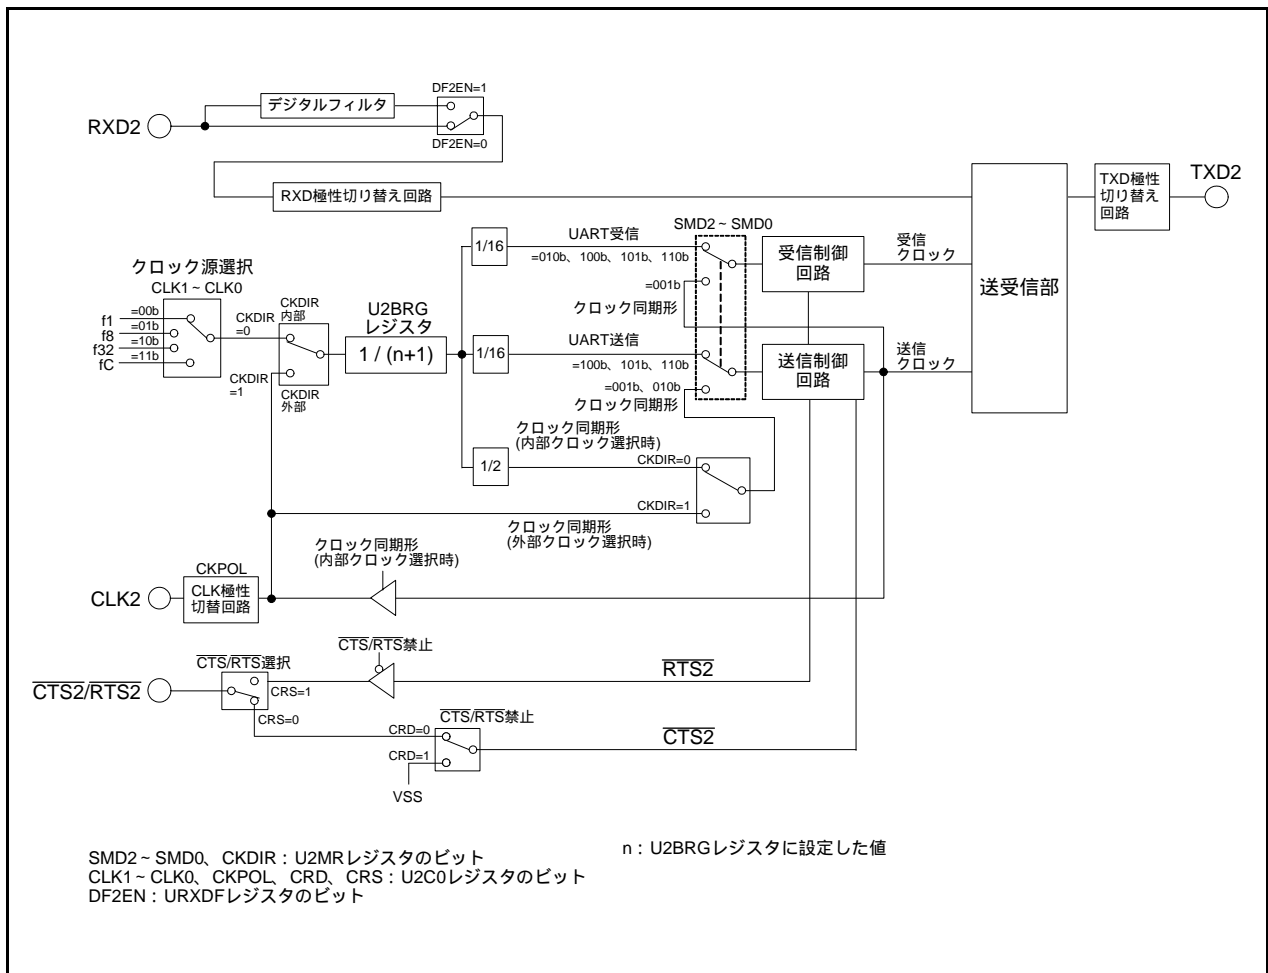 DF2EN=1
デジタルフィルタ
RXD2
DF2EN=0
RXD極性切り替え回路
TXD極性
切り替え
回路
TXD2
SMD2～SMD0
1/16
UART受信
=010b、100b、101b、110b
受信制御
回路
受信
クロック
送受信部
=001b
クロック同期形
クロック源選択
CLK1～CLK0
f1
=00b
f8
=01b
f32
=10b
fC
=11b
CKDIR
=0
CKDIR
内部
CKDIR
=1
CKDIR
外部
U2BRG
レジスタ
1 / (n+1)
1/16
UART送信
=100b、101b、110b
送信制御
回路
送信
クロック
=001b、010b
クロック同期形
クロック同期形
(内部クロック選択時)
1/2
CKDIR=0
CKDIR=1
クロック同期形
(外部クロック選択時)
クロック同期形
(内部クロック選択時)
CKPOL
CLK2
CLK極性
切替回路
CTS/RTS禁止
CTS/RTS選択
RTS2
CTS2/RTS2
CRS=1
CRS=0
CTS/RTS禁止
CRD=0
CTS2
CRD=1
VSS
SMD2～SMD0、CKDIR：U2MRレジスタのビット
CLK1～CLK0、CKPOL、CRD、CRS：U2C0レジスタのビット
DF2EN：URXDFレジスタのビット
n：U2BRGレジスタに設定した値